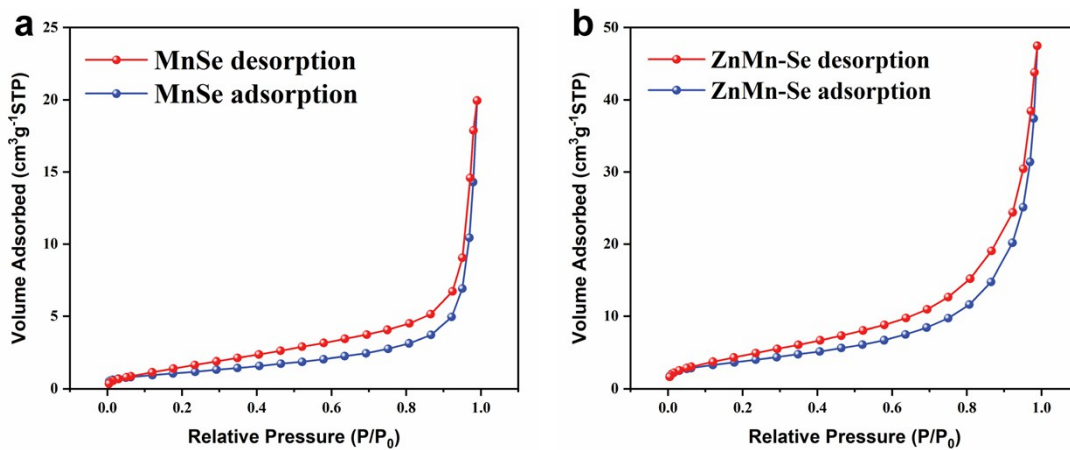 a
MnSe desorption
MnSe adsorption
Volume Adsorbed (cm³g⁻¹STP)
25
20
15
10
5
0
0.0 0.2 0.4 0.6 0.8 1.0
Relative Pressure (P/P₀)
b
ZnMn-Se desorption
ZnMn-Se adsorption
Volume Adsorbed (cm³g⁻¹STP)
50
40
30
20
10
0
0.0 0.2 0.4 0.6 0.8 1.0
Relative Pressure (P/P₀)